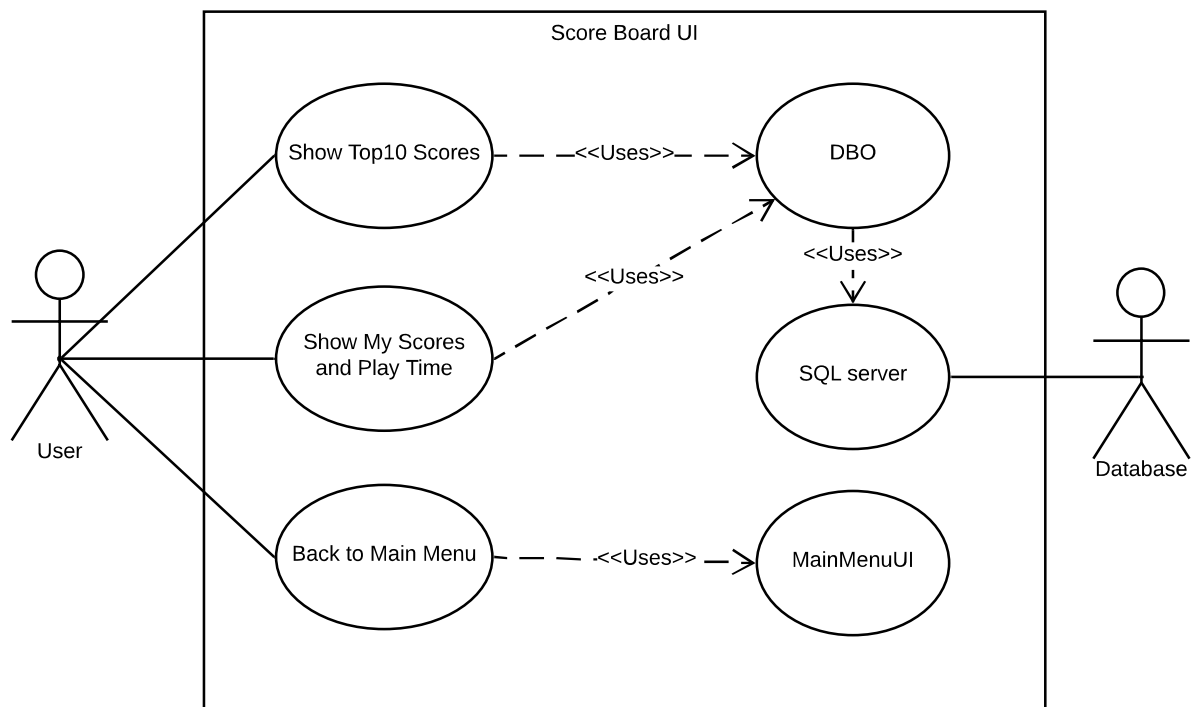 Score Board UI
Show Top10 Scores
<<Uses>>
DBO
<<Uses>>
<<Uses>>
Show My Scores
and Play Time
SQL server
User
Database
Back to Main Menu
<<Uses>>
MainMenuUI